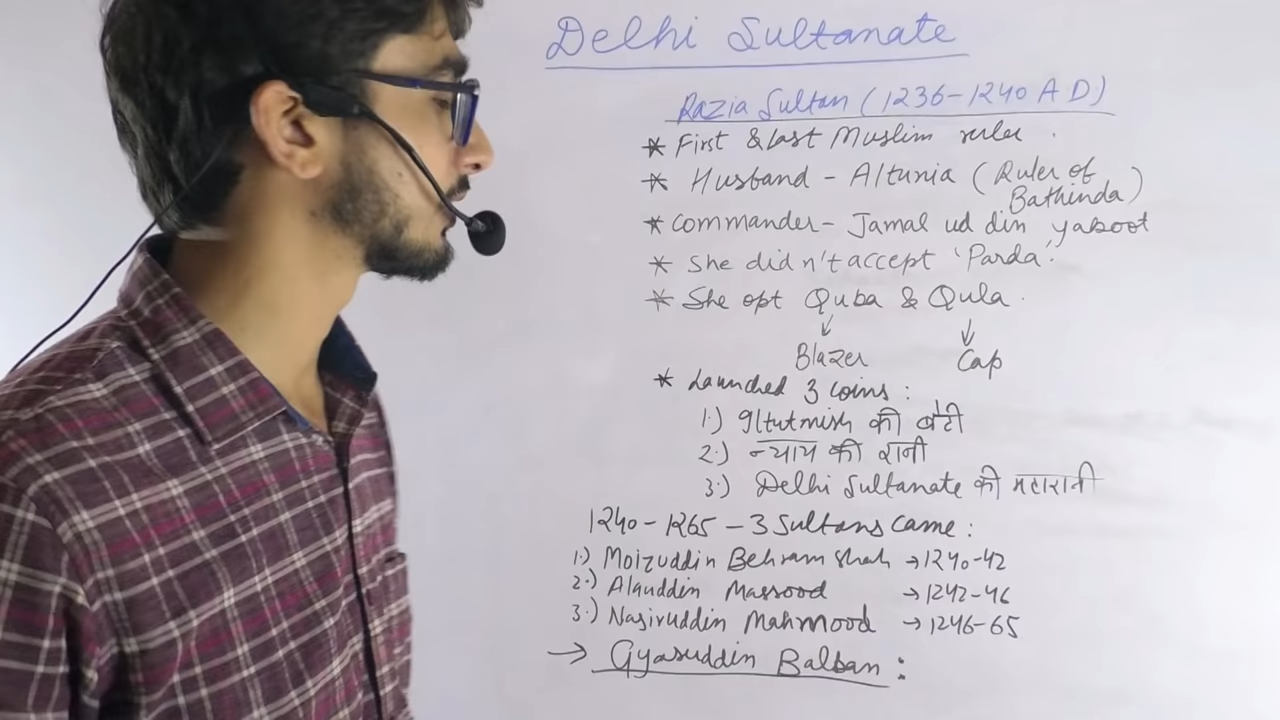 Delhi Sultanate
Razia Sultan (1236-1240 A D.)
* First & last Muslim ruler.
* Husband - Altunia (Ruler of
Bathinda)
* Commander - Jamal ud din yakoot
* She didn't accept 'Parda'.
* She opt Quba & Qula.
Blazer Cap
* Launched 3 coins :
1.) Iltutmish की बेटी
2.) न्याय की रानी
3.) Delhi Sultanate की महारानी
1240 - 1265 - 3 Sultans came :
1.) Moizuddin Behram Shah → 1240-42
2.) Alauddin Masood → 1242-46
3.) Nasiruddin Mahmood → 1246-65
→ Gyasuddin Balban :